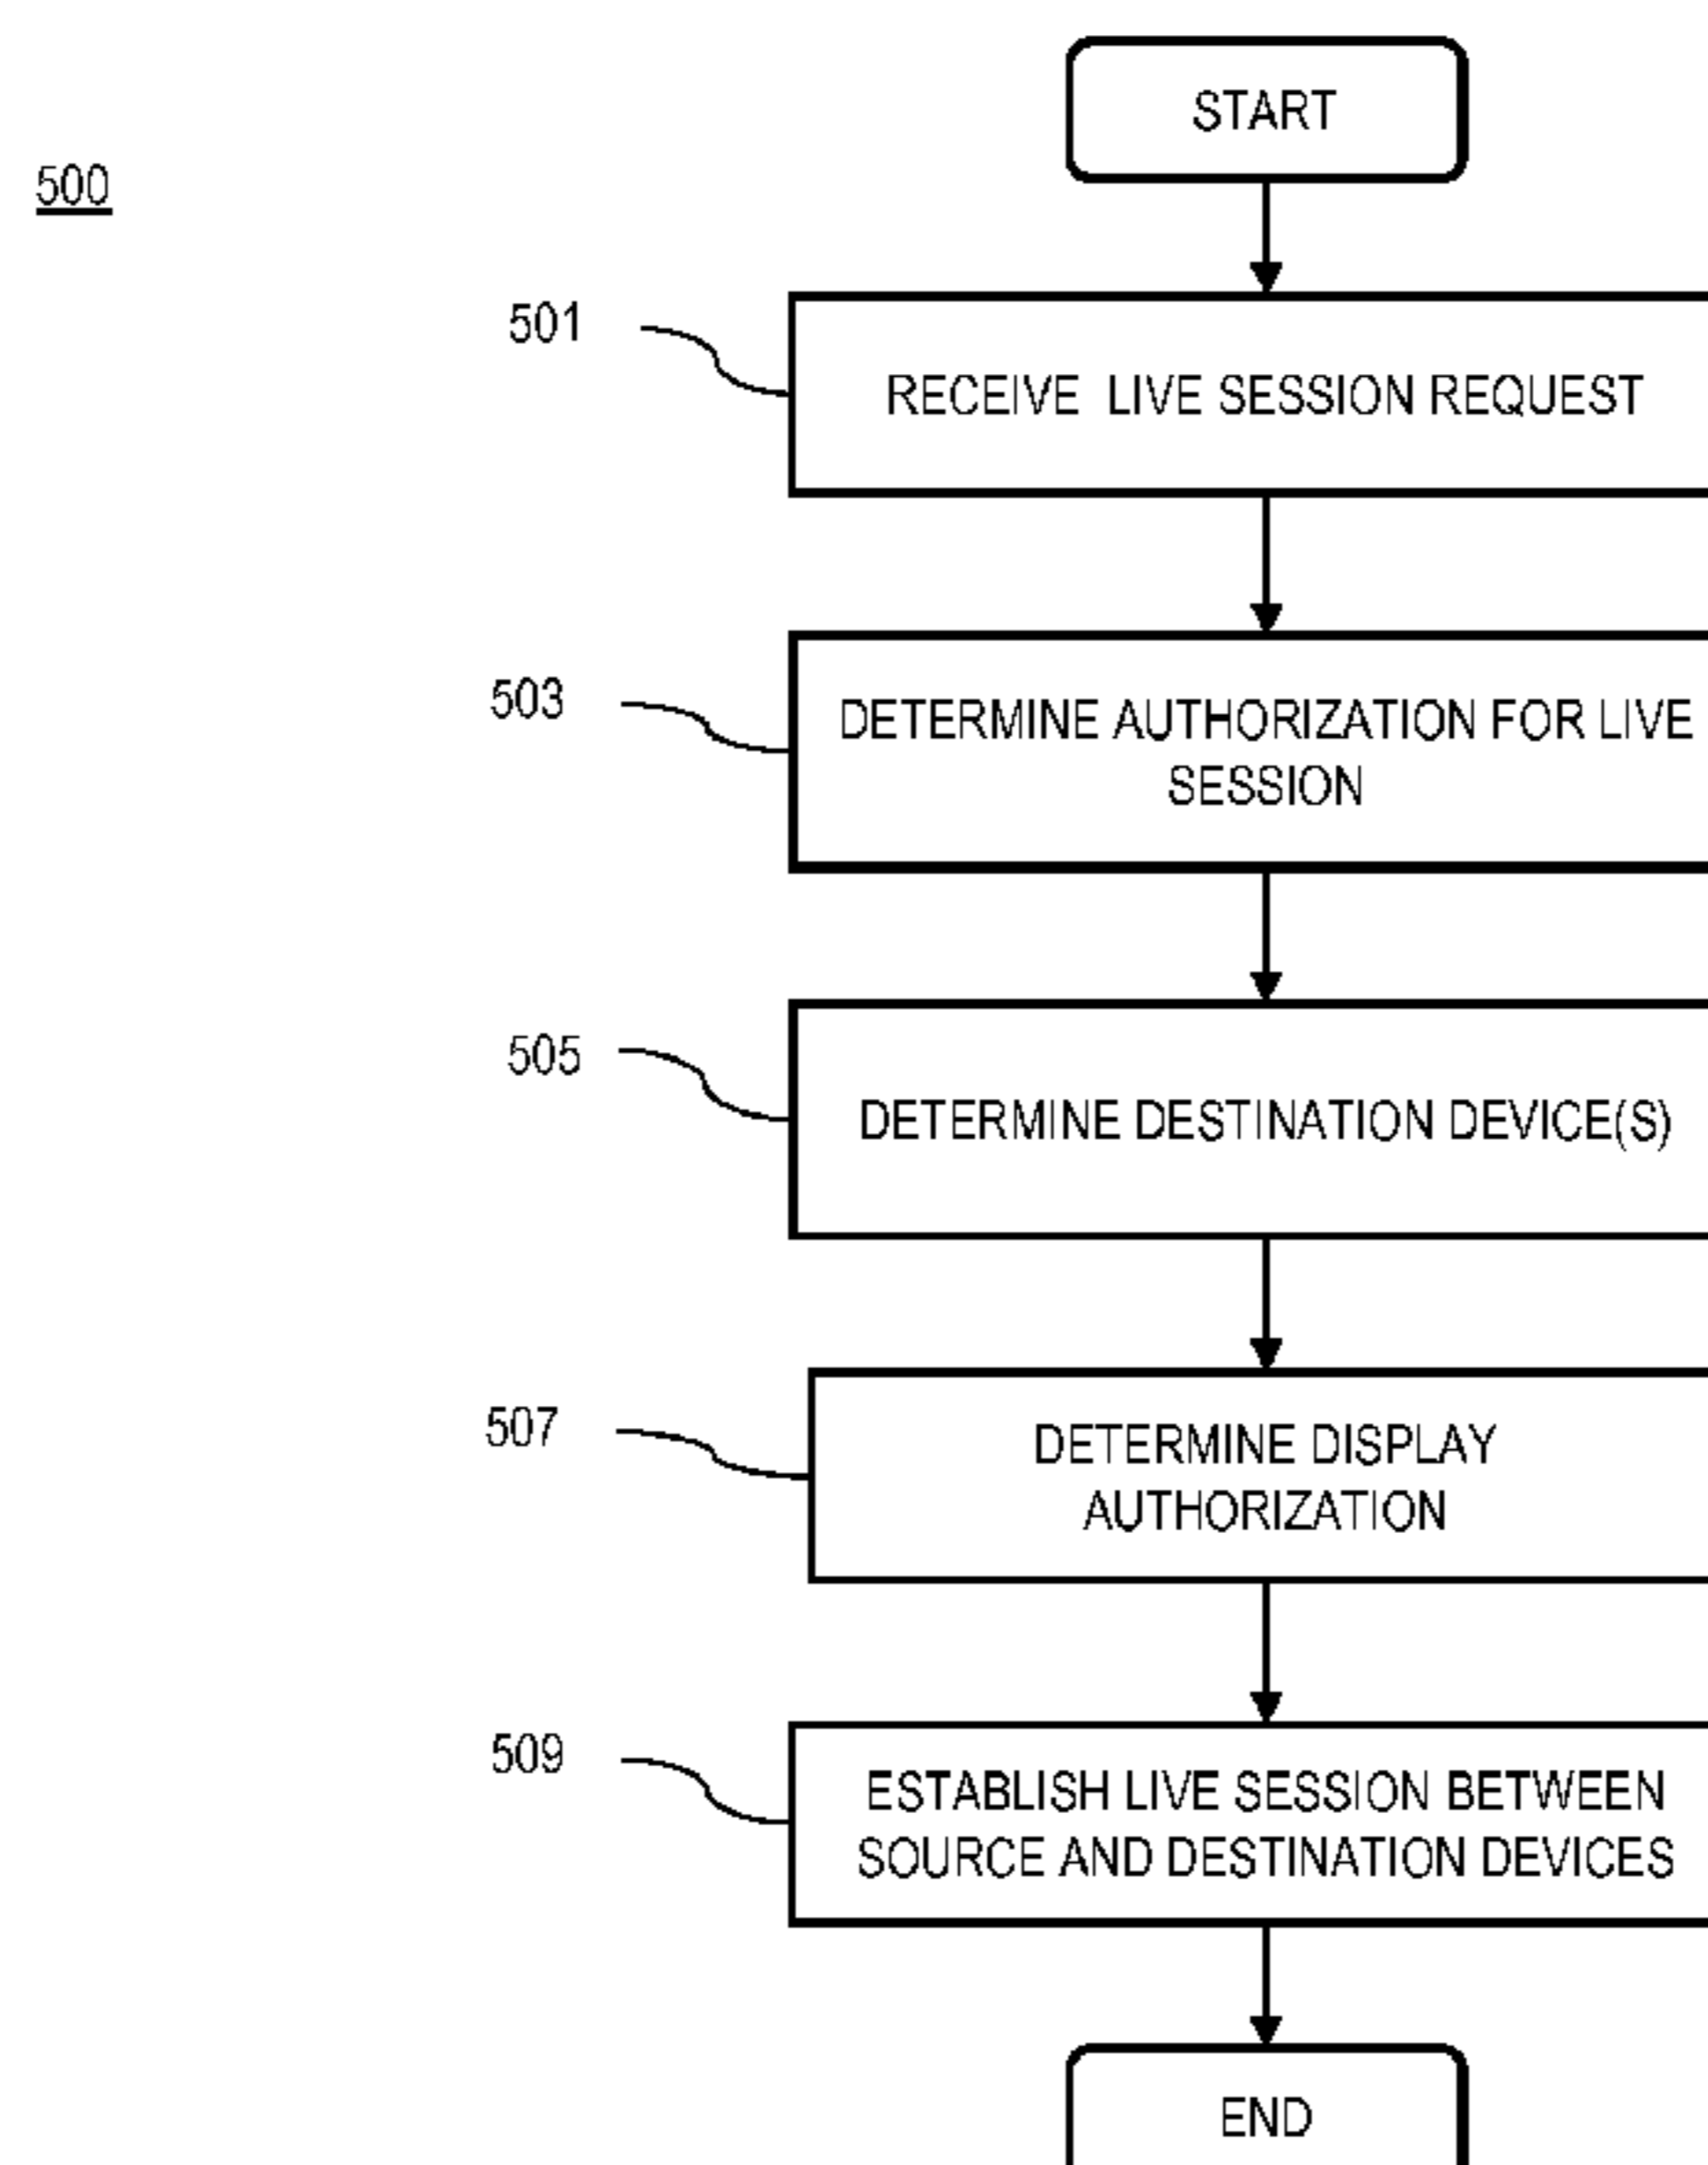 START
500
501
RECEIVE LIVE SESSION REQUEST
503
DETERMINE AUTHORIZATION FOR LIVE
SESSION
505
DETERMINE DESTINATION DEVICE(S)
507
DETERMINE DISPLAY
AUTHORIZATION
509
ESTABLISH LIVE SESSION BETWEEN
SOURCE AND DESTINATION DEVICES
END